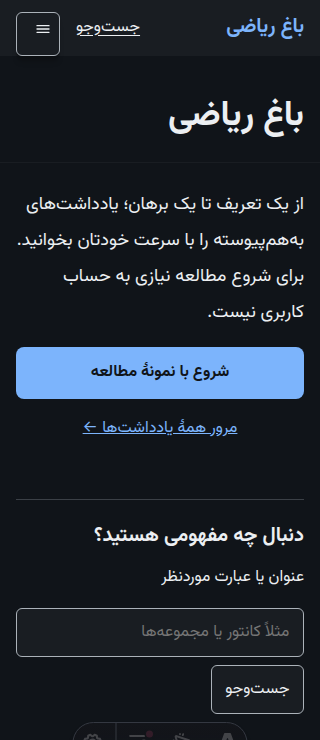 باغ ریاضی
جست‌وجو
باغ ریاضی
از یک تعریف تا یک برهان؛ یادداشت‌های
به‌هم‌پیوسته را با سرعت خودتان بخوانید.
برای شروع مطالعه نیازی به حساب
کاربری نیست.
شروع با نمونهٔ مطالعه
مرور همهٔ یادداشت‌ها ←
دنبال چه مفهومی هستید؟
عنوان یا عبارت موردنظر
مثلاً کانتور یا مجموعه‌ها
جست‌وجو